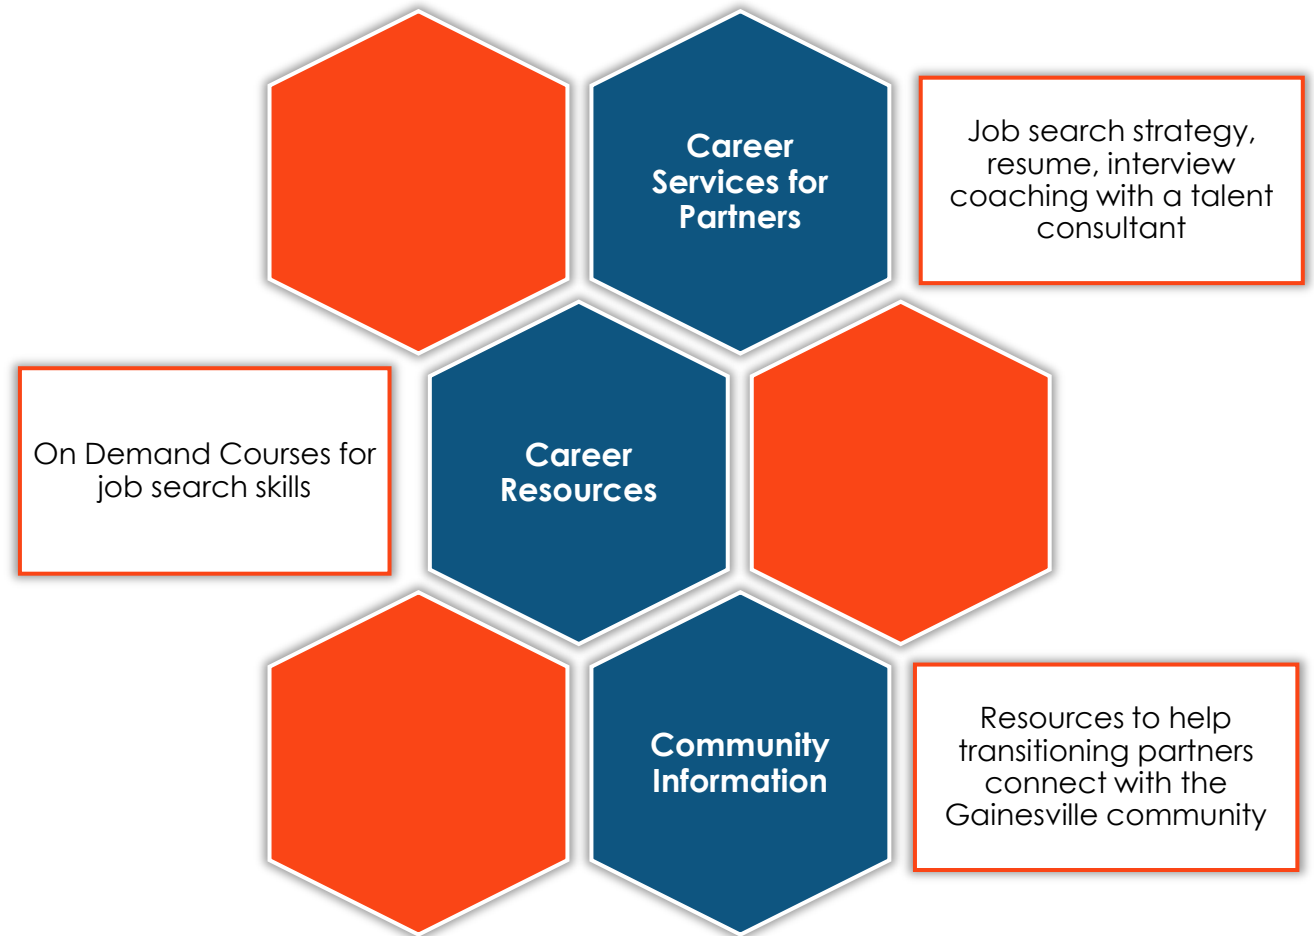 Career
Services for
Partners
Job search strategy,
resume, interview
coaching with a talent
consultant
On Demand Courses for
job search skills
Career
Resources
Community
Information
Resources to help
transitioning partners
connect with the
Gainesville community